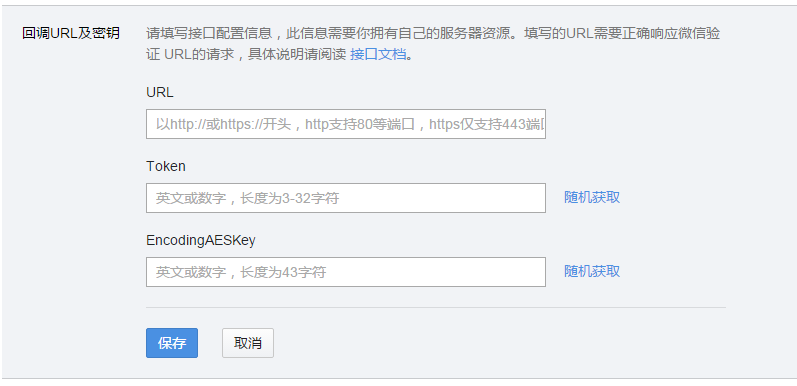 回调URL及密钥
请填写接口配置信息，此信息需要你拥有自己的服务器资源。填写的URL需要正确响应微信验
证 URL的请求，具体说明请阅读 接口文档。
URL
以http://或https://开头，http支持80等端口，https仅支持443端
Token
英文或数字，长度为3-32字符
随机获取
EncodingAESKey
英文或数字，长度为43字符
随机获取
保存
取消